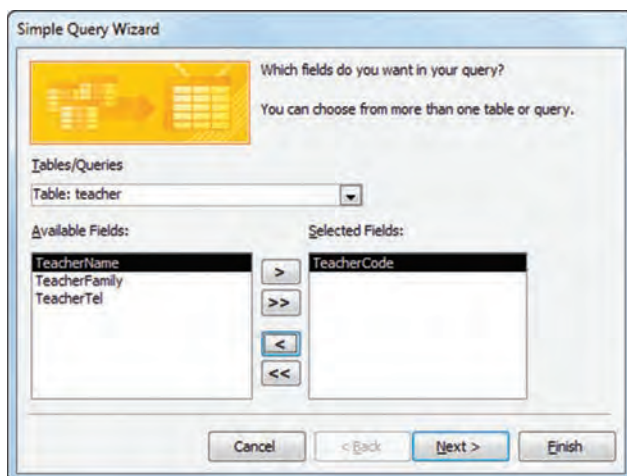 Simple Query Wizard
Which fields do you want in your query?
You can choose from more than one table or query.
Tables/Queries
Table: teacher
Available Fields:
Selected Fields:
TeacherName
TeacherFamily
TeacherTel
>
>>
<
<<
TeacherCode
Cancel
< Back
Next >
Finish